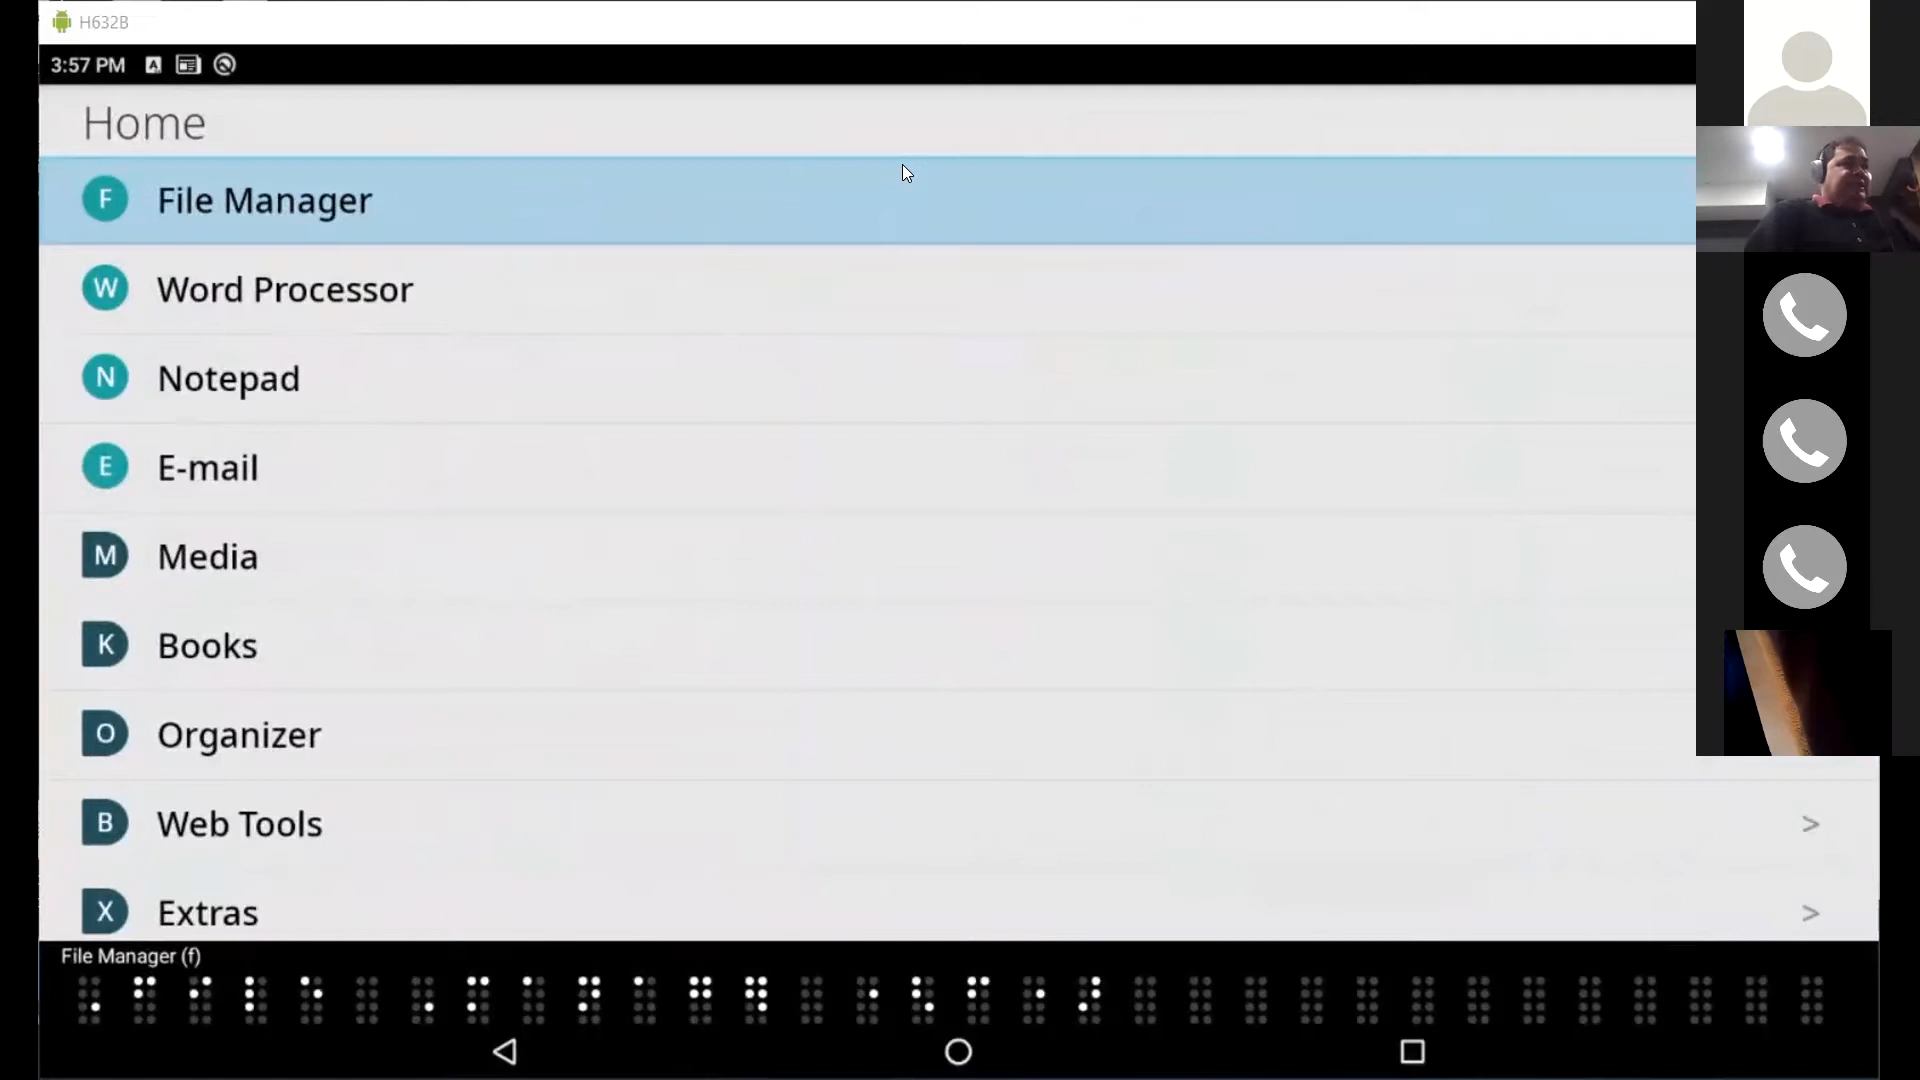 H632B
3:57 PM
Home
F File Manager
W Word Processor
N Notepad
E E-mail
M Media
K Books
O Organizer
B Web Tools >
X Extras >
File Manager (f)
⠠⠋⠊⠇⠑ ⠠⠍⠁⠝⠁⠛⠻ ⠐⠣⠋⠐⠜